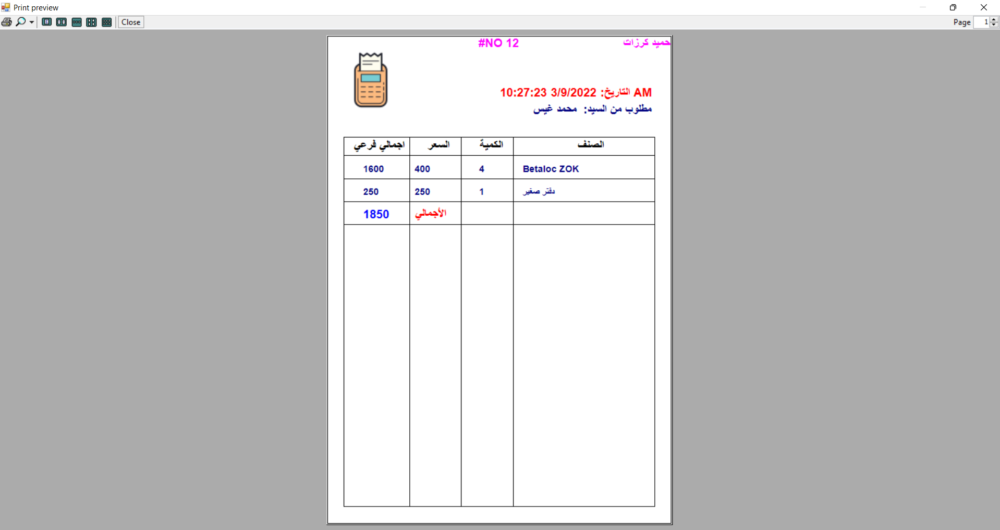 Print preview
Close
Page 1
حميد كرزات #NO 12
AM التاريخ: 3/9/2022 10:27:23
مطلوب من السيد: محمد غيس
الصنف الكمية السعر اجمالي فرعي
Betaloc ZOK 4 400 1600
دفتر صغير 1 250 250
الأجمالي 1850